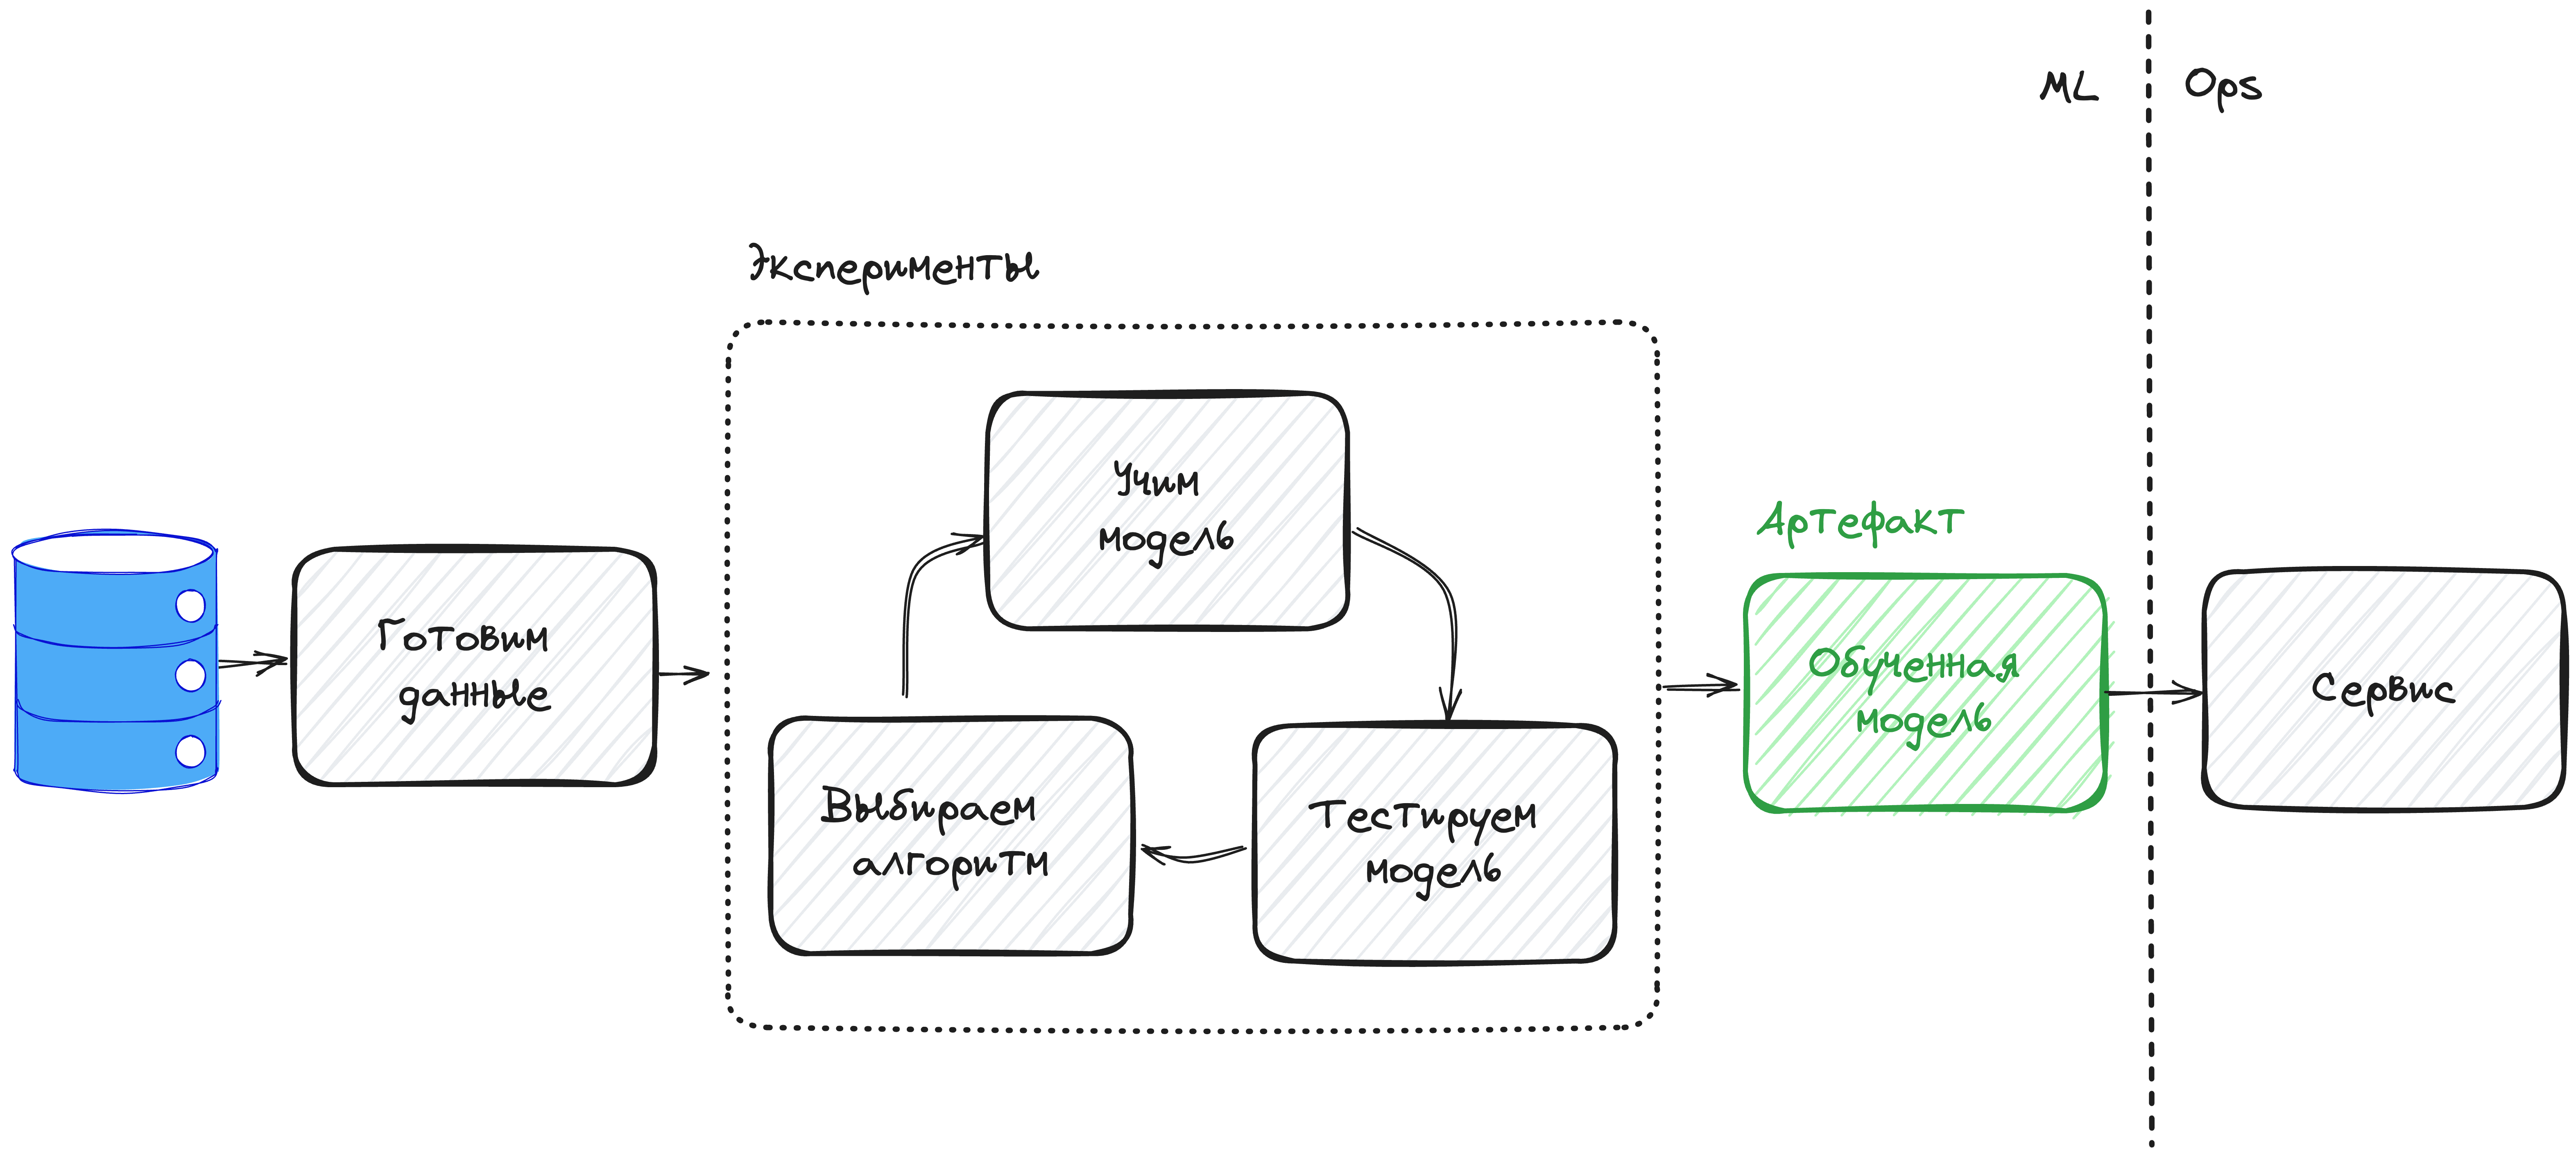 ML
Ops
Эксперименты
Учим
модель
Артефакт
Готовим
данные
Обученная
модель
Сервис
Выбираем
алгоритм
Тестируем
модель